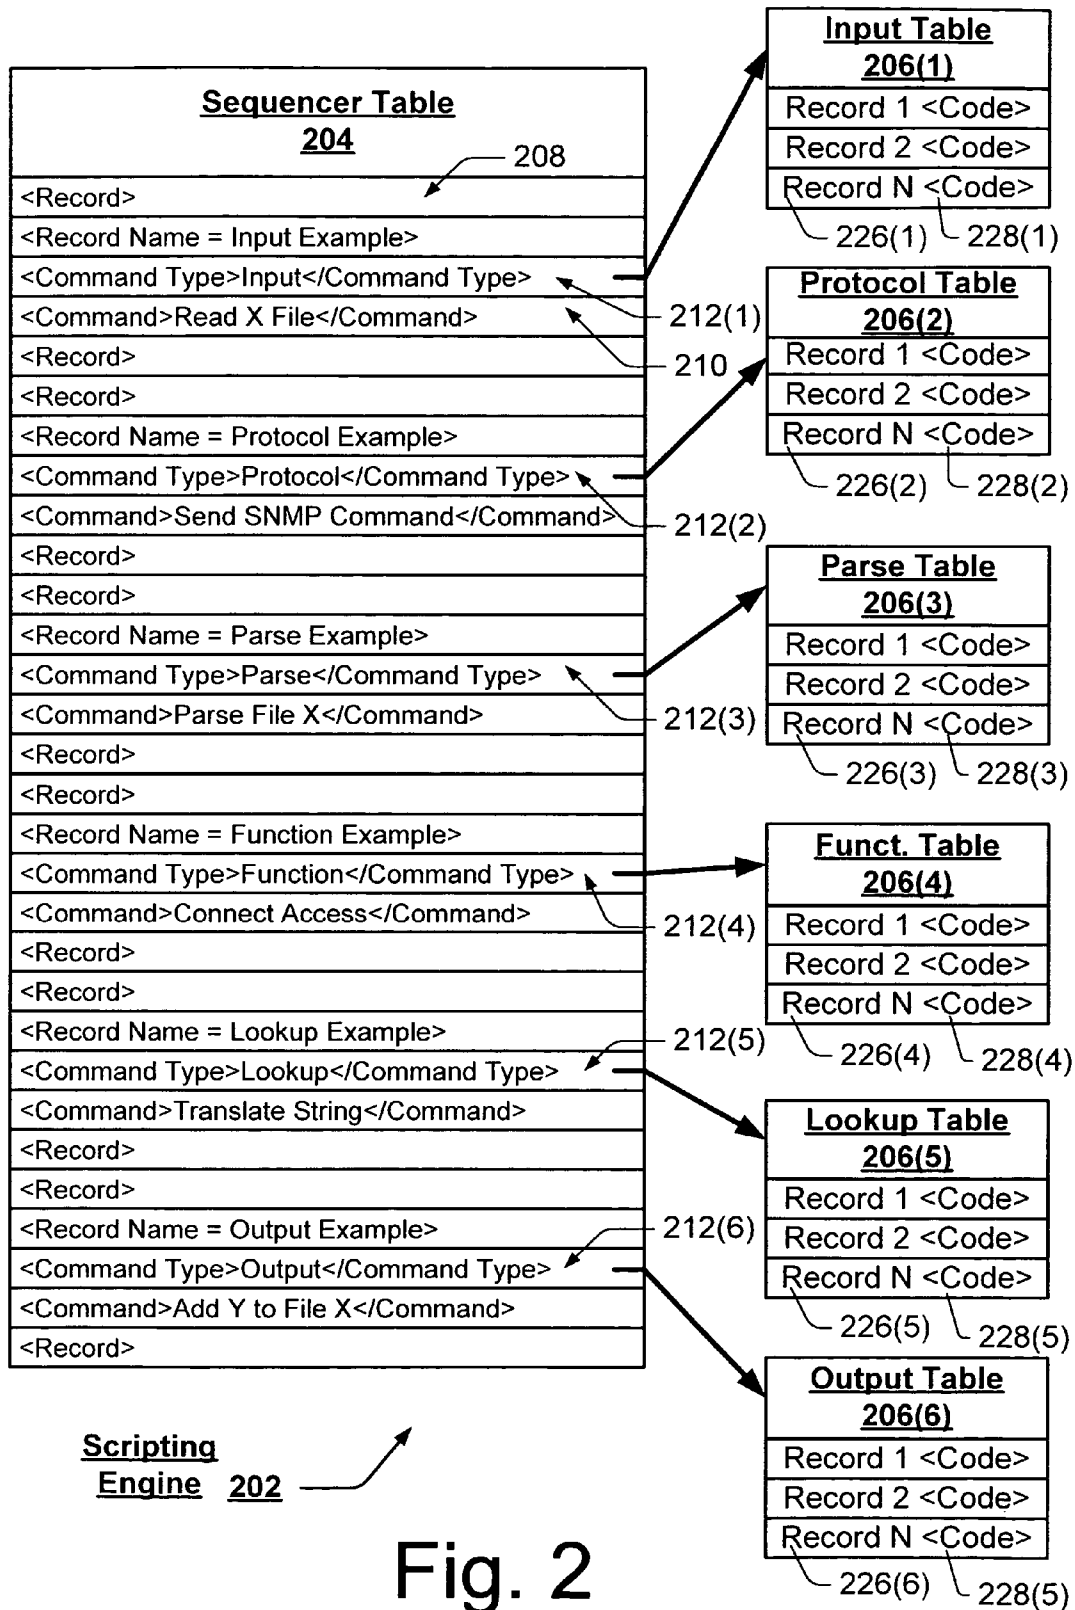 Sequencer Table
204
208
<Record>
<Record Name = Input Example>
<Command Type>Input</Command Type>
212(1)
<Command>Read X File</Command>
210
<Record>
<Record>
<Record Name = Protocol Example>
<Command Type>Protocol</Command Type>
<Command>Send SNMP Command</Command>
212(2)
<Record>
<Record>
<Record Name = Parse Example>
<Command Type>Parse</Command Type>
<Command>Parse File X</Command>
212(3)
<Record>
<Record>
<Record Name = Function Example>
<Command Type>Function</Command Type>
<Command>Connect Access</Command>
212(4)
<Record>
<Record>
<Record Name = Lookup Example>
212(5)
<Command Type>Lookup</Command Type>
<Command>Translate String</Command>
<Record>
<Record>
<Record Name = Output Example>
212(6)
<Command Type>Output</Command Type>
<Command>Add Y to File X</Command>
<Record>
Input Table
206(1)
Record 1 <Code>
Record 2 <Code>
Record N <Code>
226(1) 228(1)
Protocol Table
206(2)
Record 1 <Code>
Record 2 <Code>
Record N <Code>
226(2) 228(2)
Parse Table
206(3)
Record 1 <Code>
Record 2 <Code>
Record N <Code>
226(3) 228(3)
Funct. Table
206(4)
Record 1 <Code>
Record 2 <Code>
Record N <Code>
226(4) 228(4)
Lookup Table
206(5)
Record 1 <Code>
Record 2 <Code>
Record N <Code>
226(5) 228(5)
Output Table
206(6)
Record 1 <Code>
Record 2 <Code>
Record N <Code>
226(6) 228(5)
Scripting
Engine 202
Fig. 2